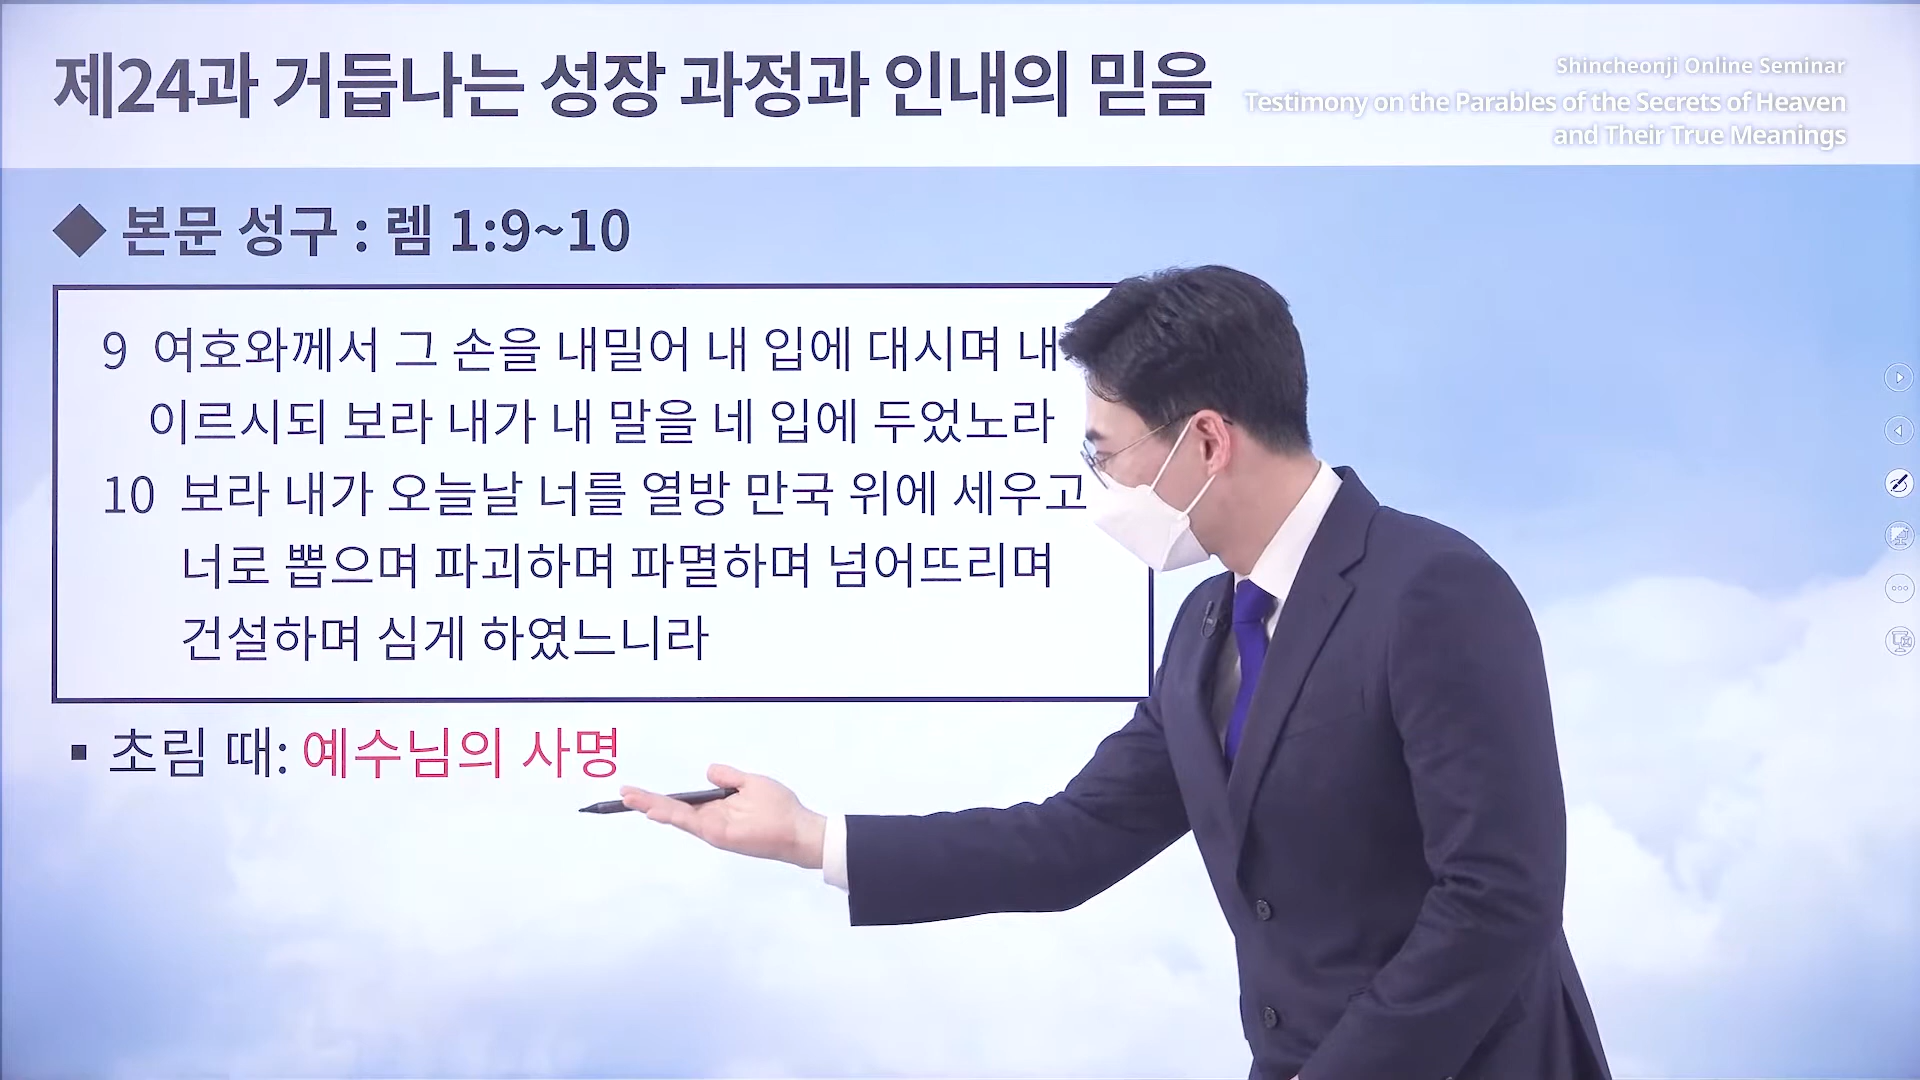 제24과 거듭나는 성장 과정과 인내의 믿음
Shincheonji Online Seminar
Testimony on the Parables of the Secrets of Heaven
and Their True Meanings
◆ 본문 성구 : 렘 1:9~10
9 여호와께서 그 손을 내밀어 내 입에 대시며 내
이르시되 보라 내가 내 말을 네 입에 두었노라
10 보라 내가 오늘날 너를 열방 만국 위에 세우고
너로 뽑으며 파괴하며 파멸하며 넘어뜨리며
건설하며 심게 하였느니라
▪ 초림 때: 예수님의 사명